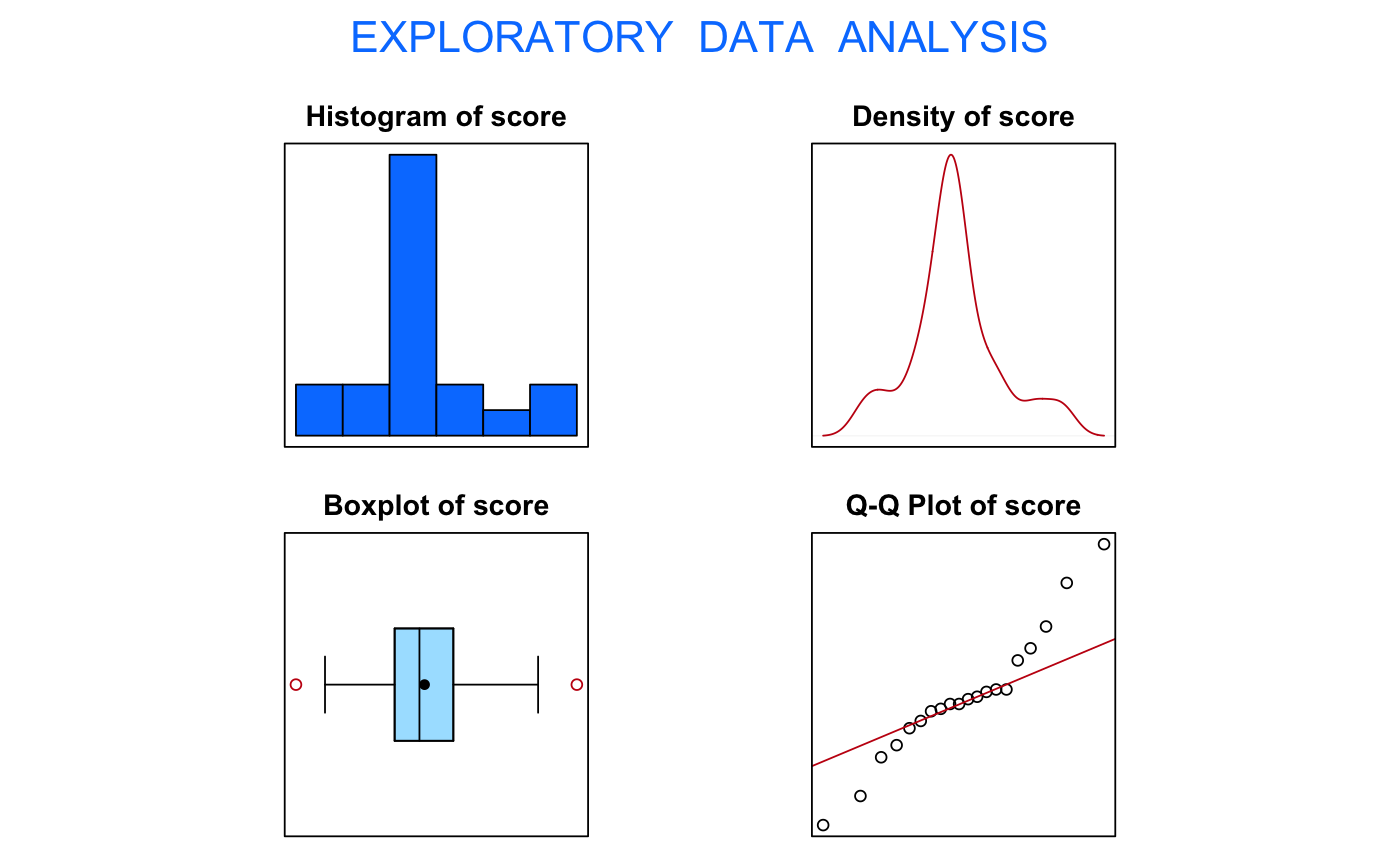 EXPLORATORY DATA ANALYSIS
Histogram of score
Density of score
Boxplot of score
Q-Q Plot of score